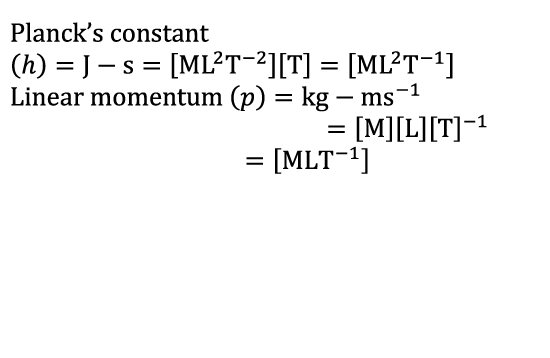 Planck’s constant
(h) = J − s = [ML²T⁻²][T] = [ML²T⁻¹]
Linear momentum (p) = kg − ms⁻¹
= [M][L][T]⁻¹
= [MLT⁻¹]